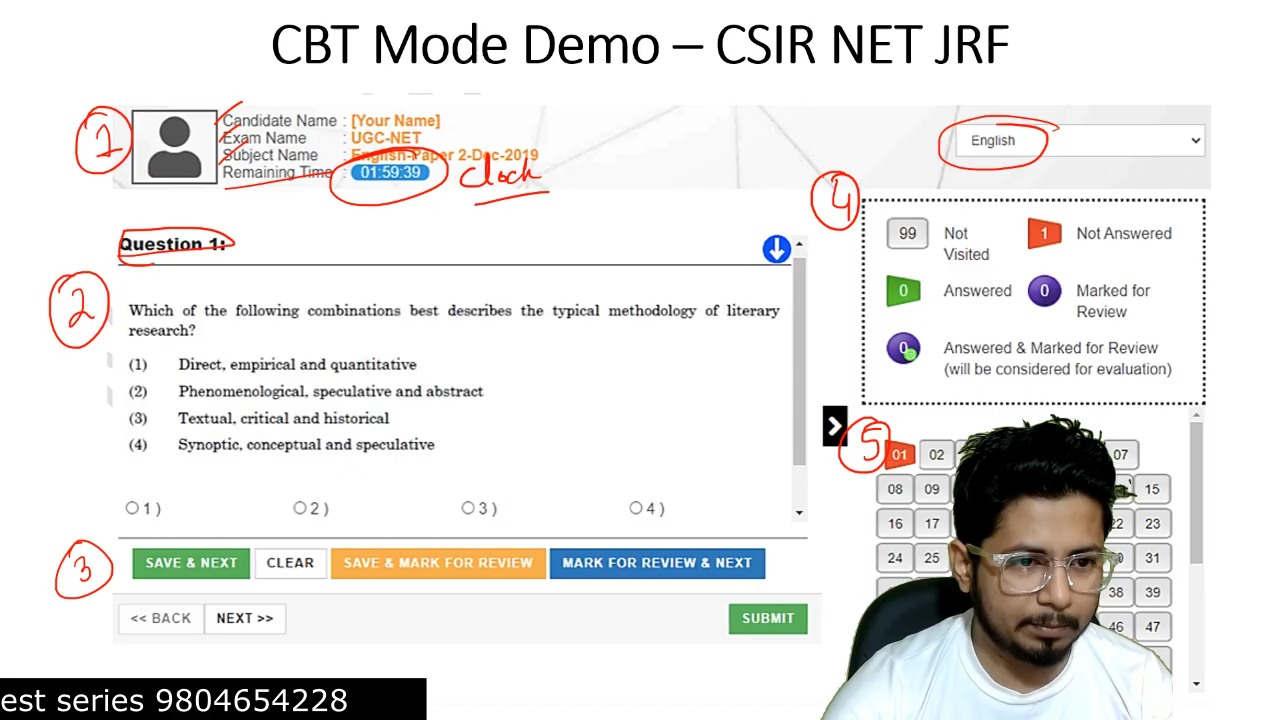 CBT Mode Demo – CSIR NET JRF
1
Candidate Name : [Your Name]
Exam Name : UGC-NET
Subject Name : English-Paper 2-Dec-2019
Remaining Time : 01:59:39
clock
English
Question 1:
2
Which of the following combinations best describes the typical methodology of literary
research?
(1) Direct, empirical and quantitative
(2) Phenomenological, speculative and abstract
(3) Textual, critical and historical
(4) Synoptic, conceptual and speculative
1 )
2 )
3 )
4 )
3
SAVE & NEXT
CLEAR
SAVE & MARK FOR REVIEW
MARK FOR REVIEW & NEXT
<< BACK
NEXT >>
SUBMIT
4
99 Not
Visited
1 Not Answered
0 Answered
0 Marked for
Review
0 Answered & Marked for Review
(will be considered for evaluation)
5
01 02 07
08 09 15
16 17 22 23
24 25 31
38 39
46 47
est series 9804654228